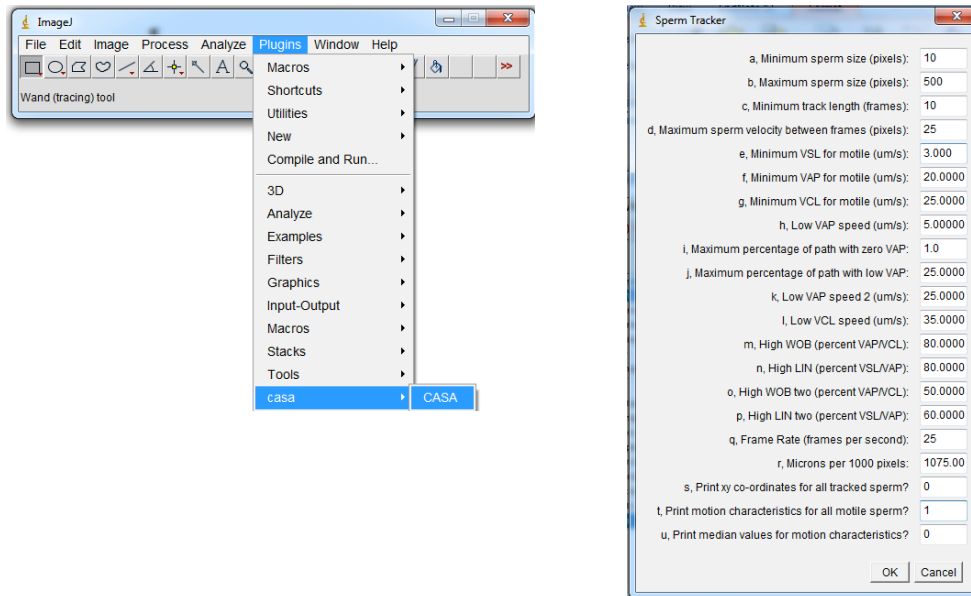 ImageJ
File Edit Image Process Analyze Plugins Window Help
A >>
Wand (tracing) tool
Macros
Shortcuts
Utilities
New
Compile and Run...
3D
Analyze
Examples
Filters
Graphics
Input-Output
Macros
Stacks
Tools
casa CASA
Sperm Tracker
a, Minimum sperm size (pixels): 10
b, Maximum sperm size (pixels): 500
c, Minimum track length (frames): 10
d, Maximum sperm velocity between frames (pixels): 25
e, Minimum VSL for motile (um/s): 3.000
f, Minimum VAP for motile (um/s): 20.0000
g, Minimum VCL for motile (um/s): 25.0000
h, Low VAP speed (um/s): 5.00000
i, Maximum percentage of path with zero VAP: 1.0
j, Maximum percentage of path with low VAP: 25.0000
k, Low VAP speed 2 (um/s): 25.0000
l, Low VCL speed (um/s): 35.0000
m, High WOB (percent VAP/VCL): 80.0000
n, High LIN (percent VSL/VAP): 80.0000
o, High WOB two (percent VAP/VCL): 50.0000
p, High LIN two (percent VSL/VAP): 60.0000
q, Frame Rate (frames per second): 25
r, Microns per 1000 pixels: 1075.00
s, Print xy co-ordinates for all tracked sperm? 0
t, Print motion characteristics for all motile sperm? 1
u, Print median values for motion characteristics? 0
OK Cancel